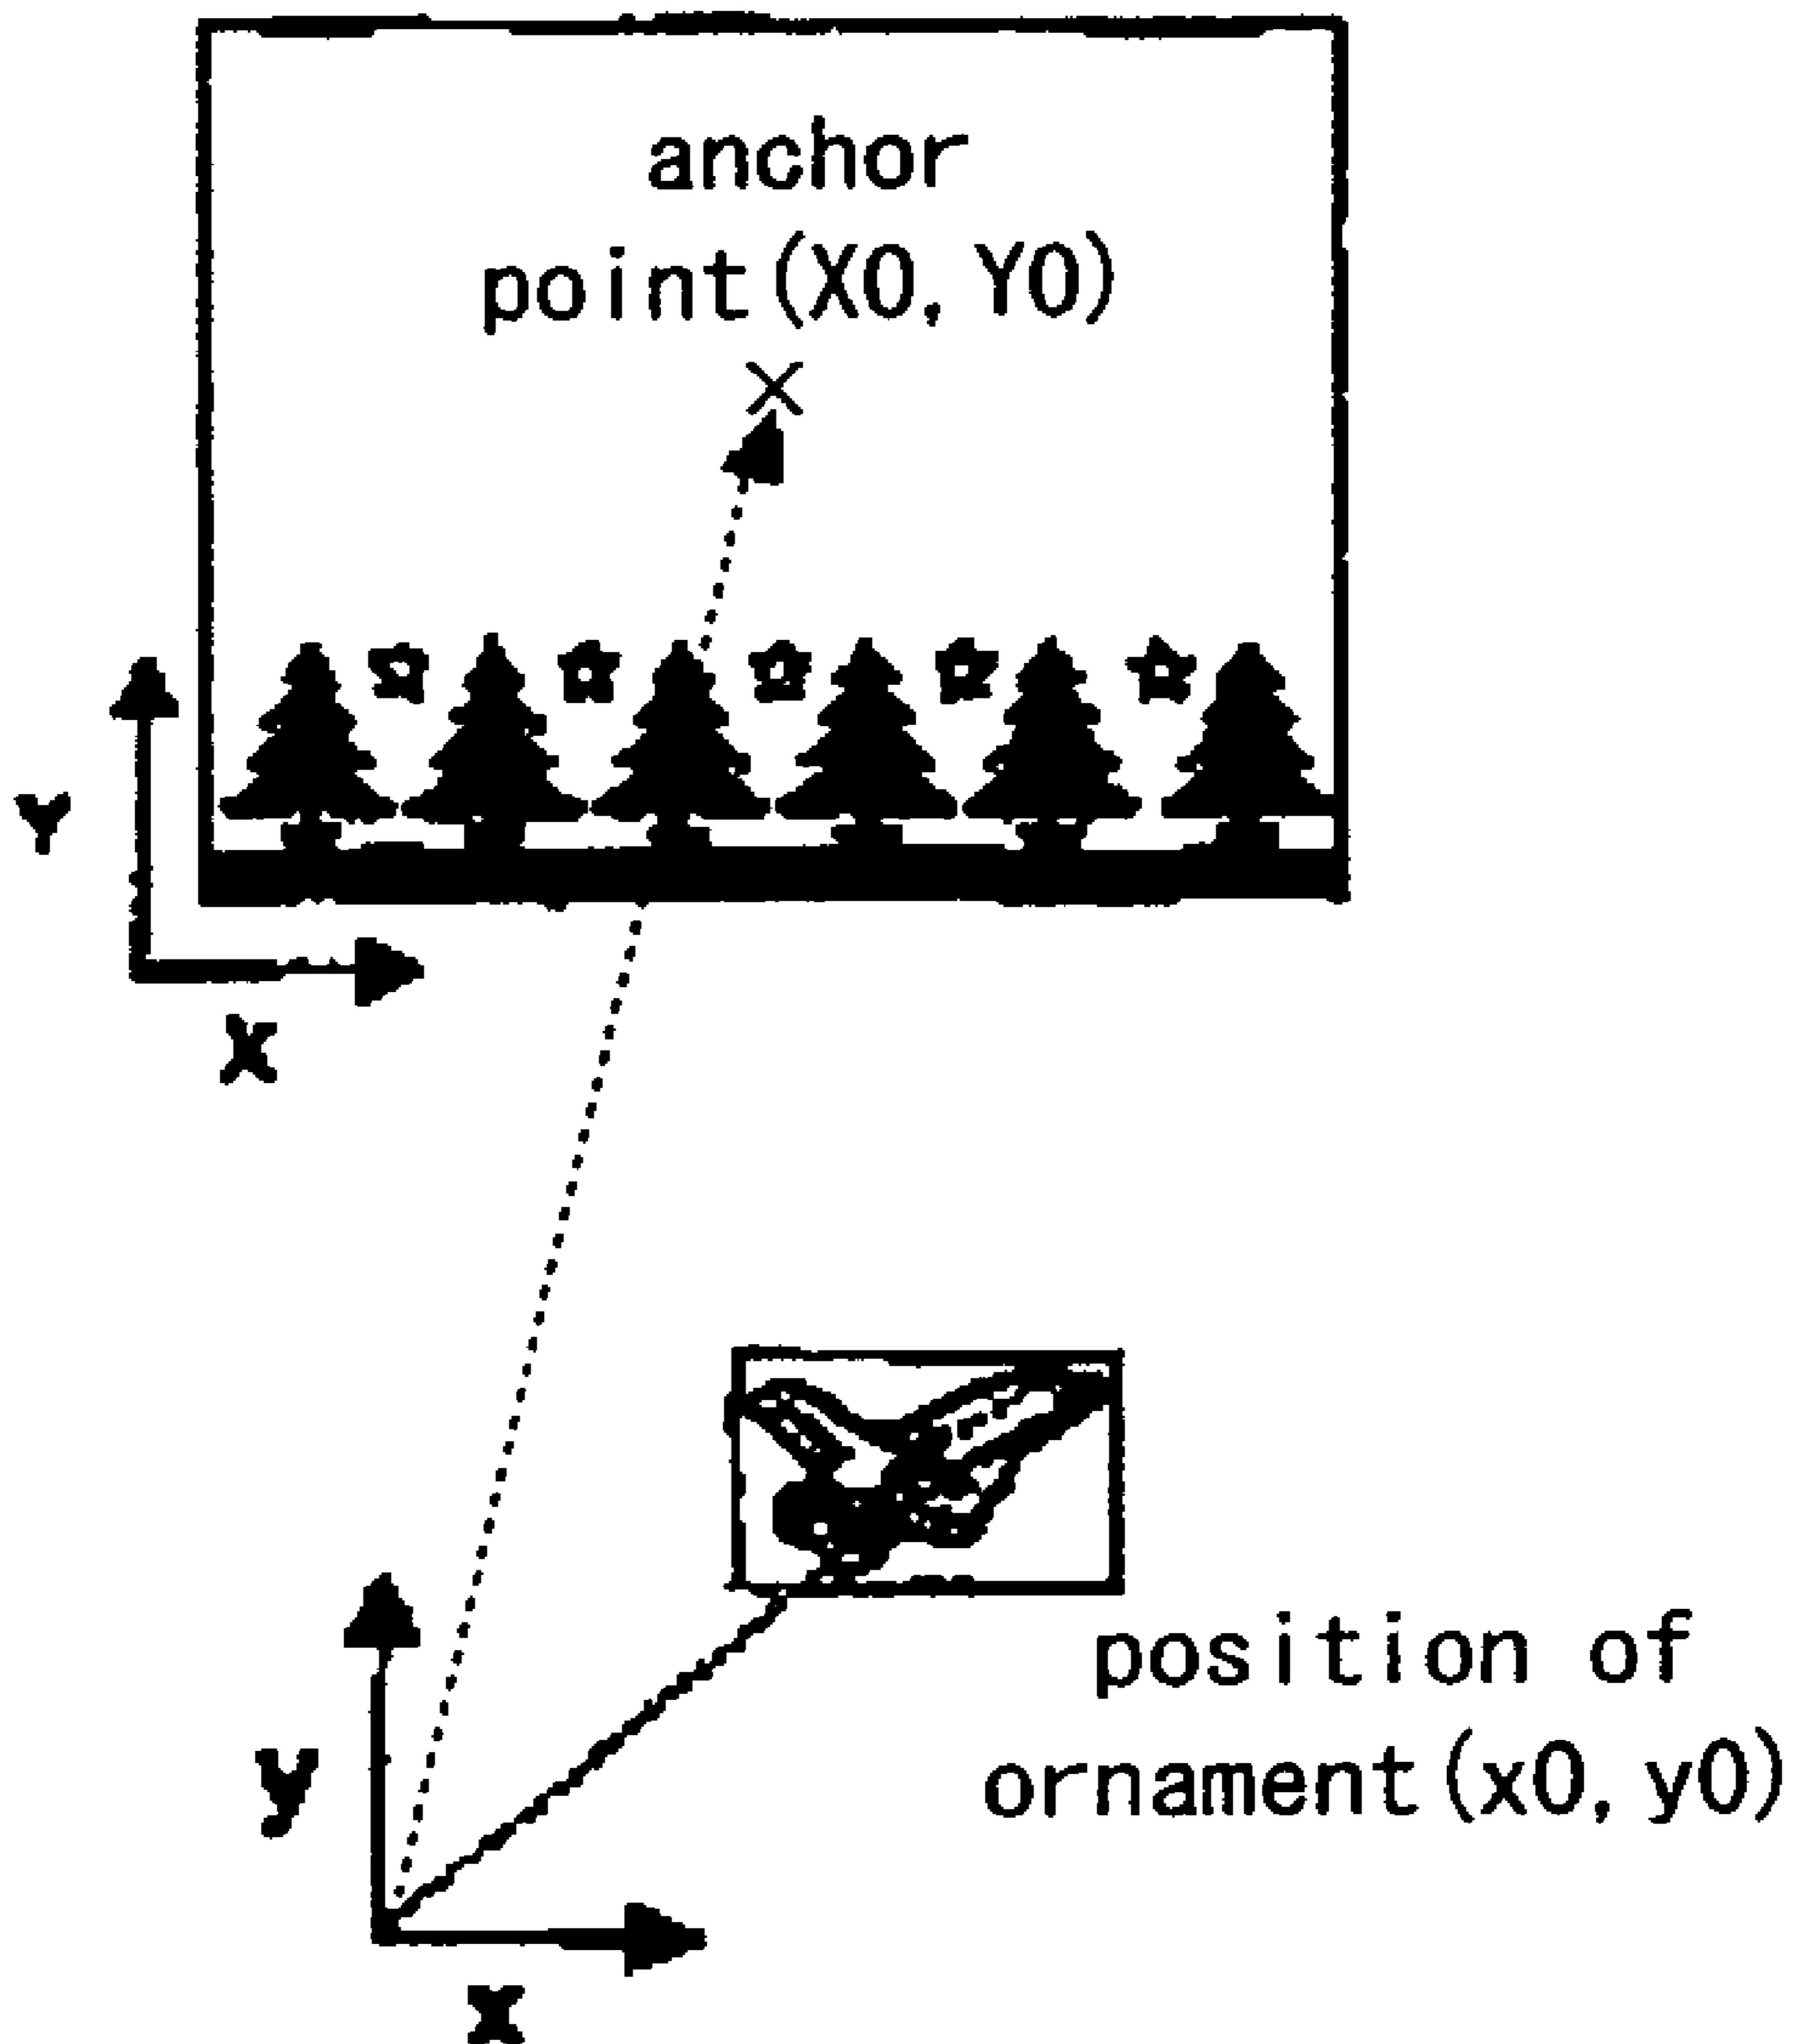 anchor
point(X0, Y0)
Y
X
position of
ornament(x0, y0)
y
x